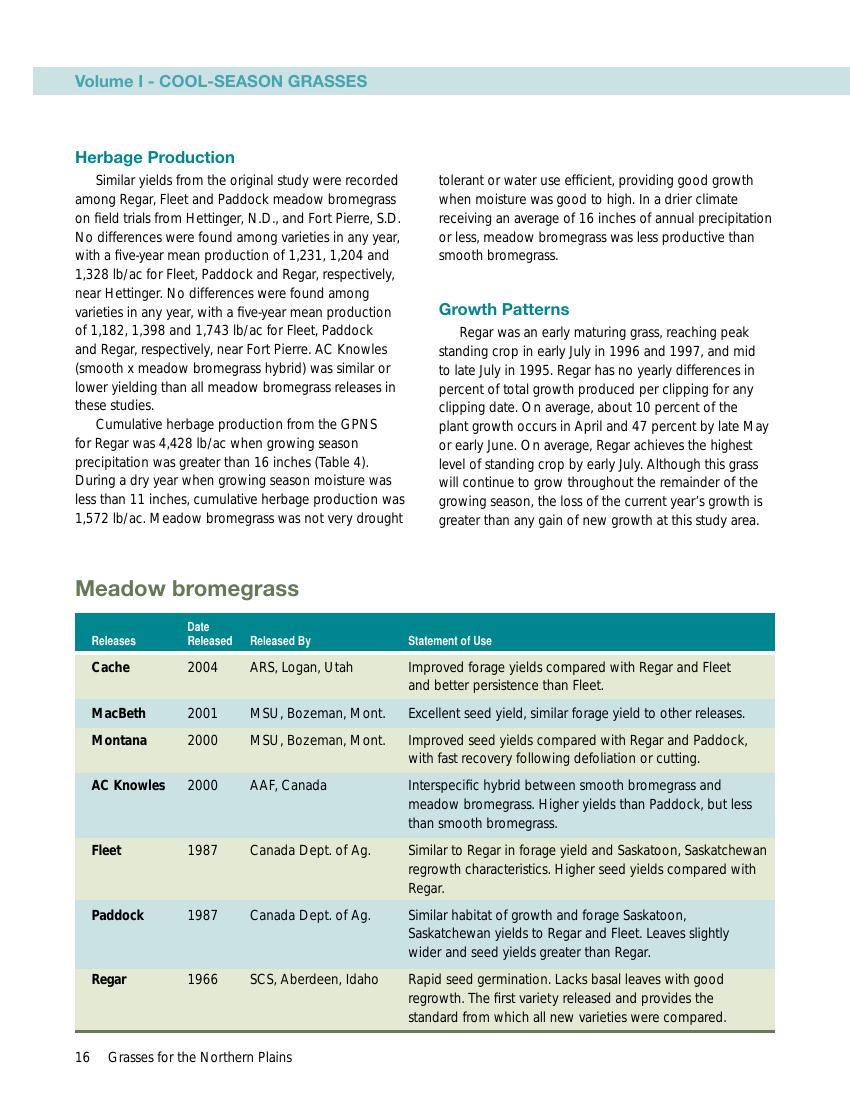 Volume I - COOL-SEASON GRASSES
Herbage Production
Similar yields from the original study were recorded
among Regar, Fleet and Paddock meadow bromegrass
on field trials from Hettinger, N.D., and Fort Pierre, S.D.
No differences were found among varieties in any year,
with a five-year mean production of 1,231, 1,204 and
1,328 lb/ac for Fleet, Paddock and Regar, respectively,
near Hettinger. No differences were found among
varieties in any year, with a five-year mean production
of 1,182, 1,398 and 1,743 lb/ac for Fleet, Paddock
and Regar, respectively, near Fort Pierre. AC Knowles
(smooth x meadow bromegrass hybrid) was similar or
lower yielding than all meadow bromegrass releases in
these studies.
Cumulative herbage production from the GPNS
for Regar was 4,428 lb/ac when growing season
precipitation was greater than 16 inches (Table 4).
During a dry year when growing season moisture was
less than 11 inches, cumulative herbage production was
1,572 lb/ac. Meadow bromegrass was not very drought
tolerant or water use efficient, providing good growth
when moisture was good to high. In a drier climate
receiving an average of 16 inches of annual precipitation
or less, meadow bromegrass was less productive than
smooth bromegrass.
Growth Patterns
Regar was an early maturing grass, reaching peak
standing crop in early July in 1996 and 1997, and mid
to late July in 1995. Regar has no yearly differences in
percent of total growth produced per clipping for any
clipping date. On average, about 10 percent of the
plant growth occurs in April and 47 percent by late May
or early June. On average, Regar achieves the highest
level of standing crop by early July. Although this grass
will continue to grow throughout the remainder of the
growing season, the loss of the current year's growth is
greater than any gain of new growth at this study area.
Meadow bromegrass
Releases Date Released Released By Statement of Use
Cache 2004 ARS, Logan, Utah Improved forage yields compared with Regar and Fleet
and better persistence than Fleet.
MacBeth 2001 MSU, Bozeman, Mont. Excellent seed yield, similar forage yield to other releases.
Montana 2000 MSU, Bozeman, Mont. Improved seed yields compared with Regar and Paddock,
with fast recovery following defoliation or cutting.
AC Knowles 2000 AAF, Canada Interspecific hybrid between smooth bromegrass and
meadow bromegrass. Higher yields than Paddock, but less
than smooth bromegrass.
Fleet 1987 Canada Dept. of Ag. Similar to Regar in forage yield and Saskatoon, Saskatchewan
regrowth characteristics. Higher seed yields compared with
Regar.
Paddock 1987 Canada Dept. of Ag. Similar habitat of growth and forage Saskatoon,
Saskatchewan yields to Regar and Fleet. Leaves slightly
wider and seed yields greater than Regar.
Regar 1966 SCS, Aberdeen, Idaho Rapid seed germination. Lacks basal leaves with good
regrowth. The first variety released and provides the
standard from which all new varieties were compared.
16 Grasses for the Northern Plains